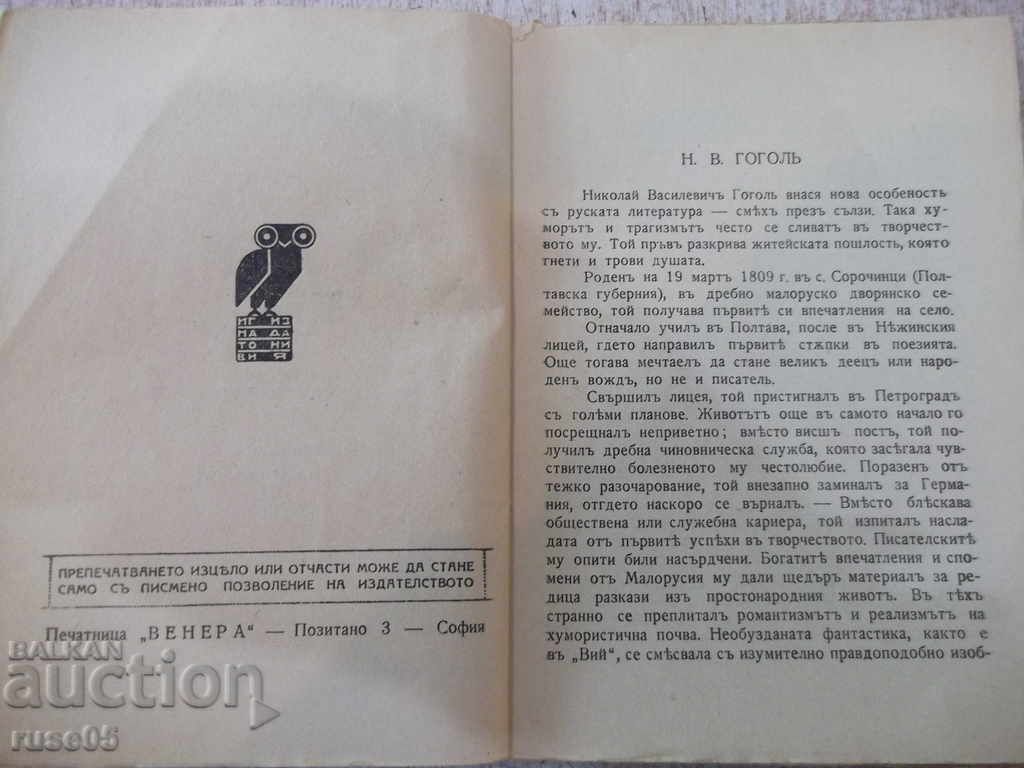 ИГ ИЗ
НА ДА
ТО НИ
ВИ Я
ПРЕПЕЧАТВАНЕТО ИЗЦѢЛО ИЛИ ОТЧАСТИ МОЖЕ ДА СТАНЕ
САМО СЪ ПИСМЕНО ПОЗВОЛЕНИЕ НА ИЗДАТЕЛСТВОТО
Печатница „ВЕНЕРА" — Позитано 3 — София
BALKAN
auction
ruse05
Н. В. ГОГОЛЬ
Николай Василевичъ Гоголь внася нова особеность
съ руската литература — смѣхъ презъ сълзи. Така ху-
морътъ и трагизмътъ често се сливатъ въ творчест-
вото му. Той пръвъ разкрива житейската пошлость, която
гнети и трови душата.
Роденъ на 19 мартъ 1809 г. въ с. Сорочинци (Пол-
тавска губерния), въ дребно малоруско дворянско се-
мейство, той получава първитѣ си впечатления на село.
Отначало училъ въ Полтава, после въ Нѣжинския
лицей, гдето направилъ първитѣ стѫпки въ поезията.
Още тогава мечтаелъ да стане великъ деецъ или наро-
денъ вождъ, но не и писатель.
Свършилъ лицея, той пристигналъ въ Петроградъ
съ голѣми планове. Животътъ още въ самото начало го
посрещналъ неприветно; вмѣсто висшъ постъ, той по-
лучилъ дребна чиновническа служба, която засѣгала чув-
ствително болезненото му честолюбие. Поразенъ отъ
тежко разочарование, той внезапно заминалъ за Герма-
ния, отгдето наскоро се върналъ. — Вмѣсто блѣскава
обществена или служебна кариера, той изпиталъ насла-
дата отъ първитѣ успѣхи въ творчеството. Писателскитѣ
му опити били насърдчени. Богатитѣ впечатления и спо-
мени отъ Малорусия му дали щедъръ материалъ за ре-
дица разкази изъ простонародния животъ. Въ тѣхъ
странно се преплиталъ романтизмътъ и реализмътъ на
хумористична почва. Необузданата фантастика, както е
въ „Вий", се смѣсвала съ изумително правдоподобно изоб-